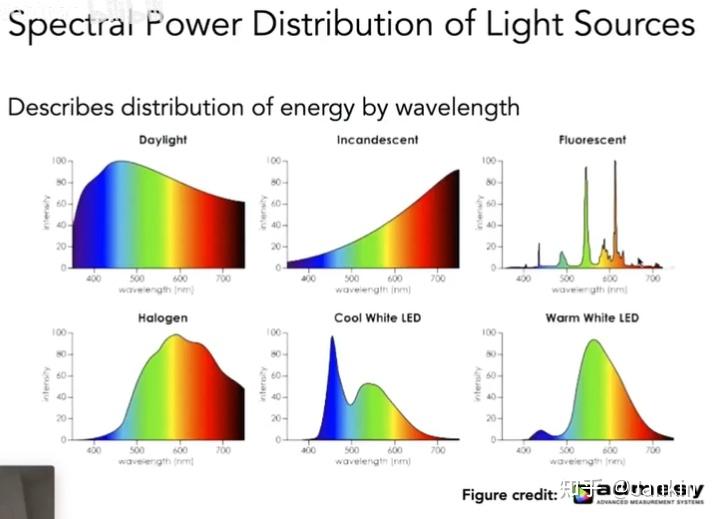 Spectral Power Distribution of Light Sources
Describes distribution of energy by wavelength
Daylight
100
80
60
40
20
0
intensity
400 500 600 700
wavelength (nm)
Incandescent
100
80
60
40
20
0
intensity
400 500 600 700
wavelength (nm)
Fluorescent
100
80
60
40
20
0
intensity
400 500 600 700
wavelength (nm)
Halogen
100
80
60
40
20
0
intensity
400 500 600 700
wavelength (nm)
Cool White LED
100
80
60
40
20
0
intensity
400 500 600 700
wavelength (nm)
Warm White LED
100
80
60
40
20
0
intensity
400 500 600 700
wavelength (nm)
Figure credit:
admesy
ADVANCED MEASUREMENT SYSTEMS